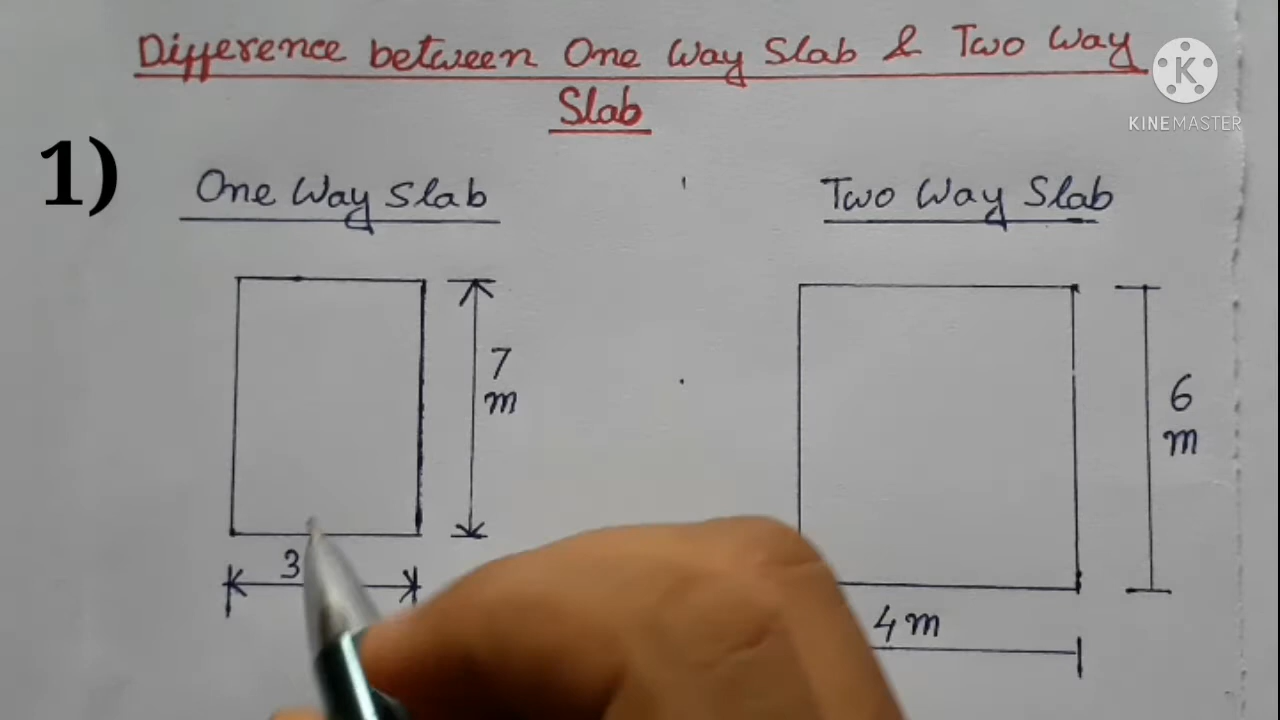 Difference between One Way Slab & Two Way
Slab
K
KINEMASTER
1)
One Way Slab
Two Way Slab
7
m
6
m
3
4 m